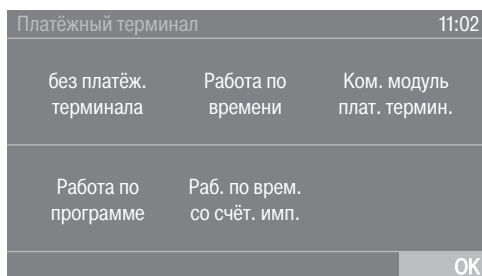 Платёжный терминал 11:02
без платёж. Работа по Ком. модуль
терминала времени плат. термин.
Работа по Раб. по врем.
программе со счёт. имп.
OK